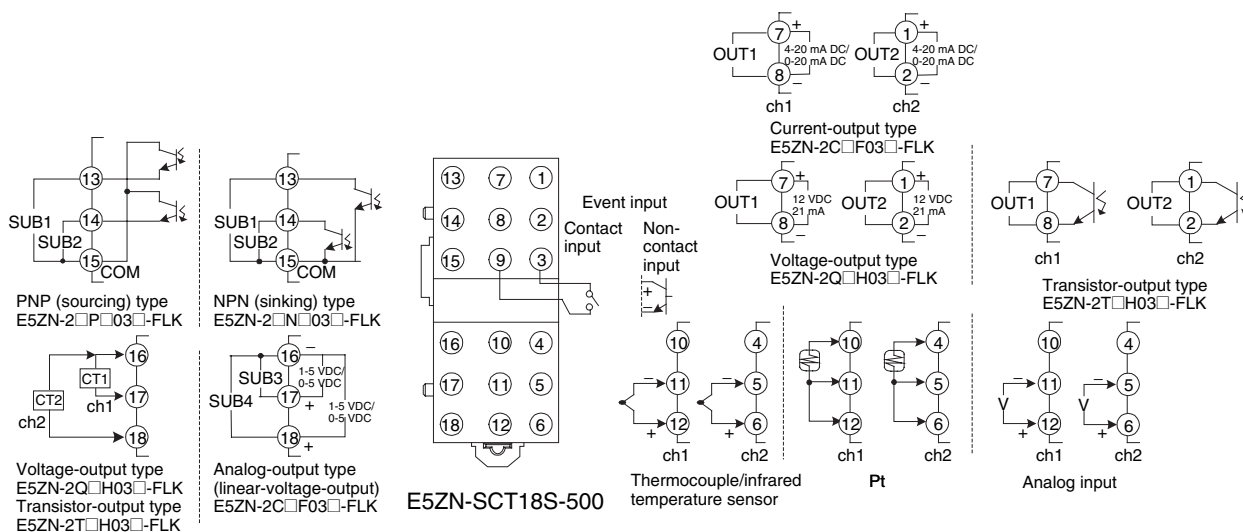 7
8
+
−
OUT1
4-20 mA DC/
0-20 mA DC
ch1
1
2
+
−
OUT2
4-20 mA DC/
0-20 mA DC
ch2
Current-output type
E5ZN-2C□F03□-FLK
13
14
15
SUB1
SUB2
COM
PNP (sourcing) type
E5ZN-2□P□03□-FLK
13
14
15
SUB1
SUB2
COM
NPN (sinking) type
E5ZN-2□N□03□-FLK
13 7 1
14 8 2
15 9 3
16 10 4
17 11 5
18 12 6
E5ZN-SCT18S-500
Event input
Contact
input
Non-
contact
input
+
−
7
8
+
−
OUT1
12 VDC
21 mA
ch1
1
2
+
−
OUT2
12 VDC
21 mA
ch2
Voltage-output type
E5ZN-2Q□H03□-FLK
7
8
OUT1
ch1
1
2
OUT2
ch2
Transistor-output type
E5ZN-2T□H03□-FLK
16
17
18
CT1
CT2
ch1
ch2
Voltage-output type
E5ZN-2Q□H03□-FLK
Transistor-output type
E5ZN-2T□H03□-FLK
16
17
18
−
+
+
SUB3
SUB4
1-5 VDC/
0-5 VDC
1-5 VDC/
0-5 VDC
Analog-output type
(linear-voltage-output)
E5ZN-2C□F03□-FLK
10
11
12
−
+
ch1
4
5
6
−
+
ch2
Thermocouple/infrared
temperature sensor
10
11
12
ch1
4
5
6
ch2
Pt
10
11
12
−
V
+
ch1
4
5
6
−
V
+
ch2
Analog input